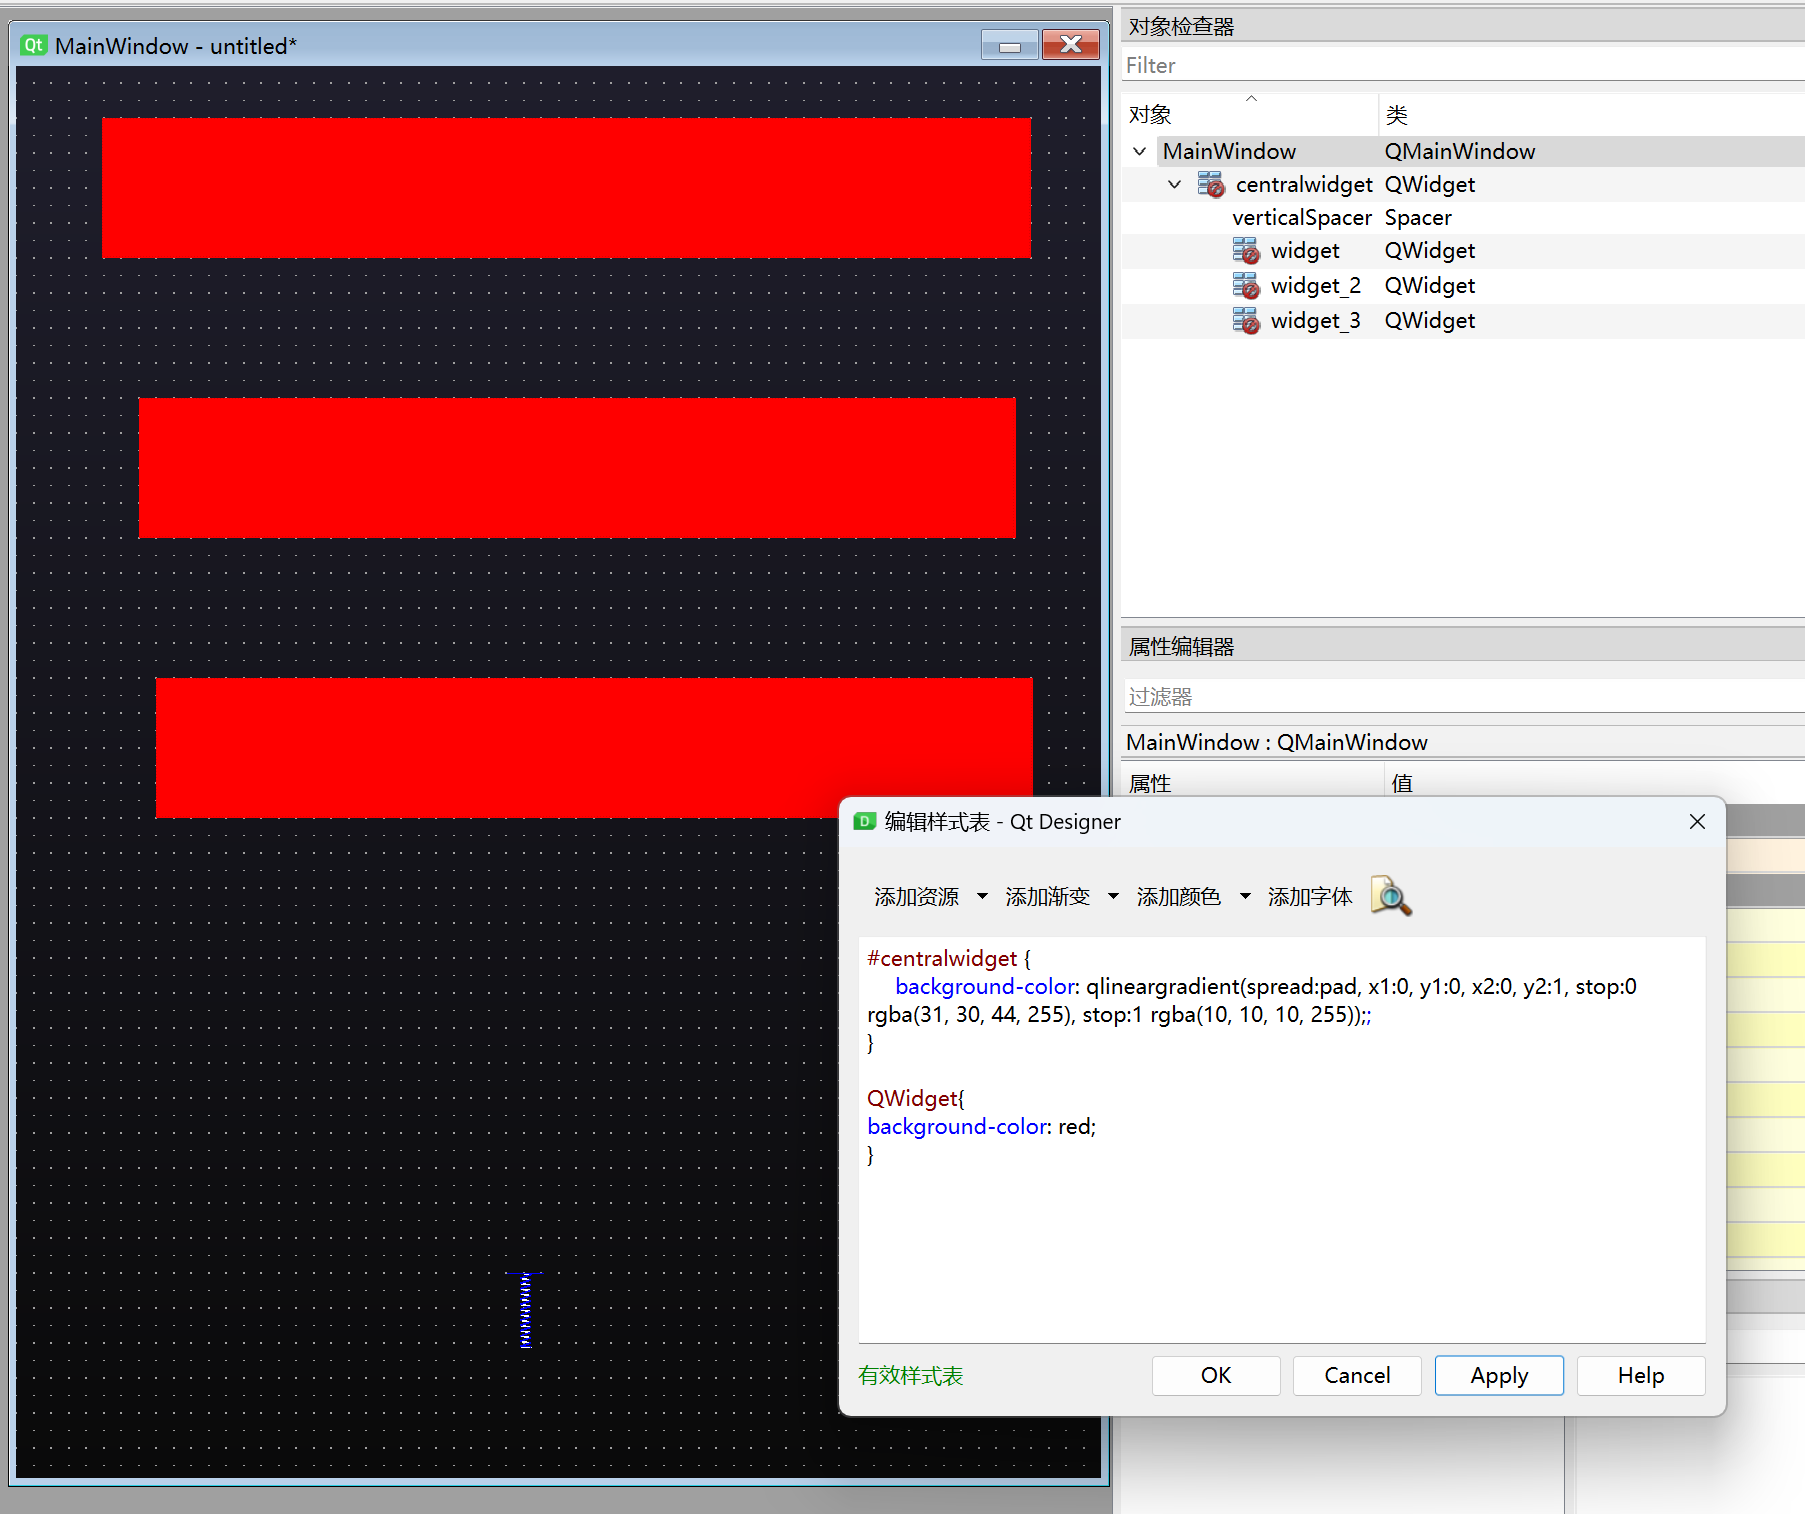 Qt MainWindow - untitled*
对象检查器
Filter
对象 类
MainWindow QMainWindow
centralwidget QWidget
verticalSpacer Spacer
widget QWidget
widget_2 QWidget
widget_3 QWidget
属性编辑器
过滤器
MainWindow : QMainWindow
属性 值
D 编辑样式表 - Qt Designer
添加资源 添加渐变 添加颜色 添加字体
#centralwidget {
background-color: qlineargradient(spread:pad, x1:0, y1:0, x2:0, y2:1, stop:0
rgba(31, 30, 44, 255), stop:1 rgba(10, 10, 10, 255));;
}
QWidget{
background-color: red;
}
有效样式表
OK Cancel Apply Help